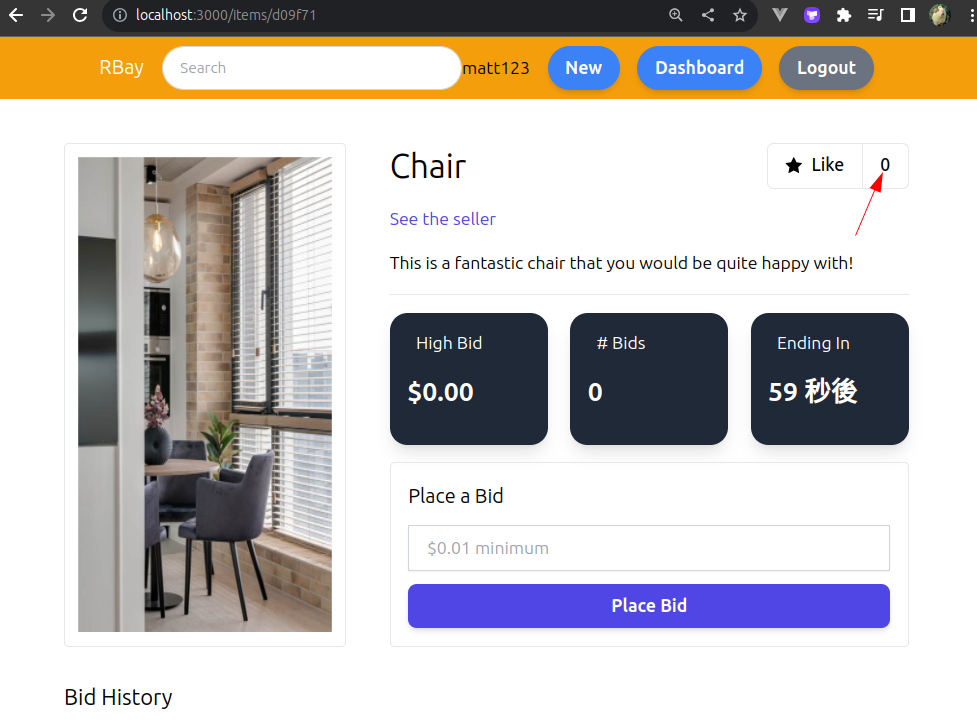 localhost:3000/items/d09f71
RBay Search matt123 New Dashboard Logout
Chair
Like 0
See the seller
This is a fantastic chair that you would be quite happy with!
High Bid
$0.00
# Bids
0
Ending In
59 秒後
Place a Bid
$0.01 minimum
Place Bid
Bid History